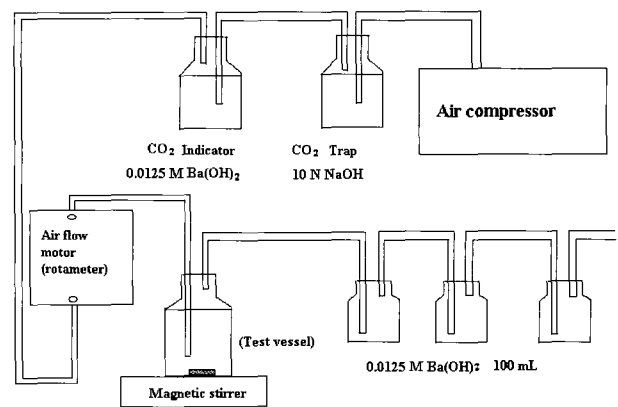 Air compressor
CO2 Indicator
0.0125 M Ba(OH)2
CO2 Trap
10 N NaOH
Air flow
motor
(rotameter)
(Test vessel)
0.0125 M Ba(OH)2 100 mL
Magnetic stirrer